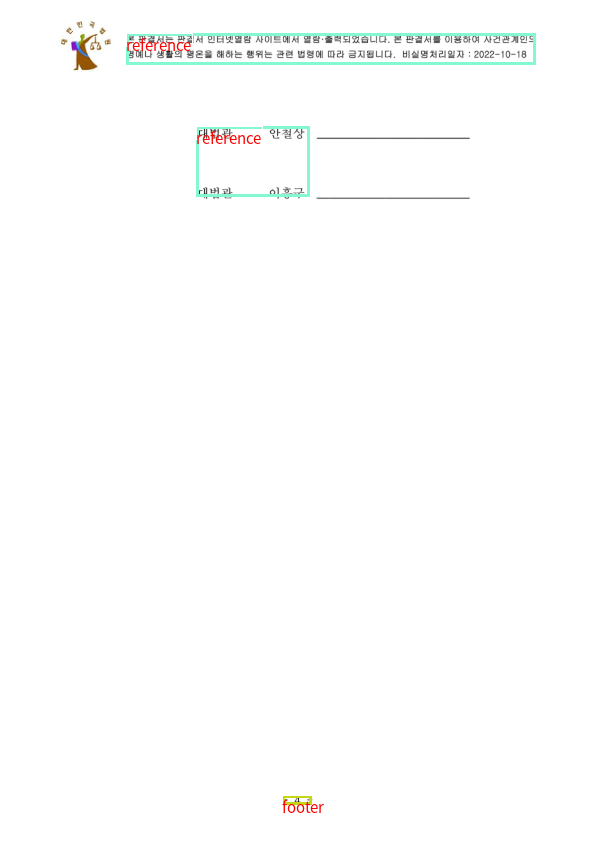 대한민국법원
본 판결서는 판결서 인터넷열람 사이트에서 열람·출력되었습니다. 본 판결서를 이용하여 사건관계인의
reference
명예나 생활의 평온을 해하는 행위는 관련 법령에 따라 금지됩니다. 비실명처리일자 : 2022-10-18
대법관 안철상
reference
대법관 이흥구
- 4 -
footer